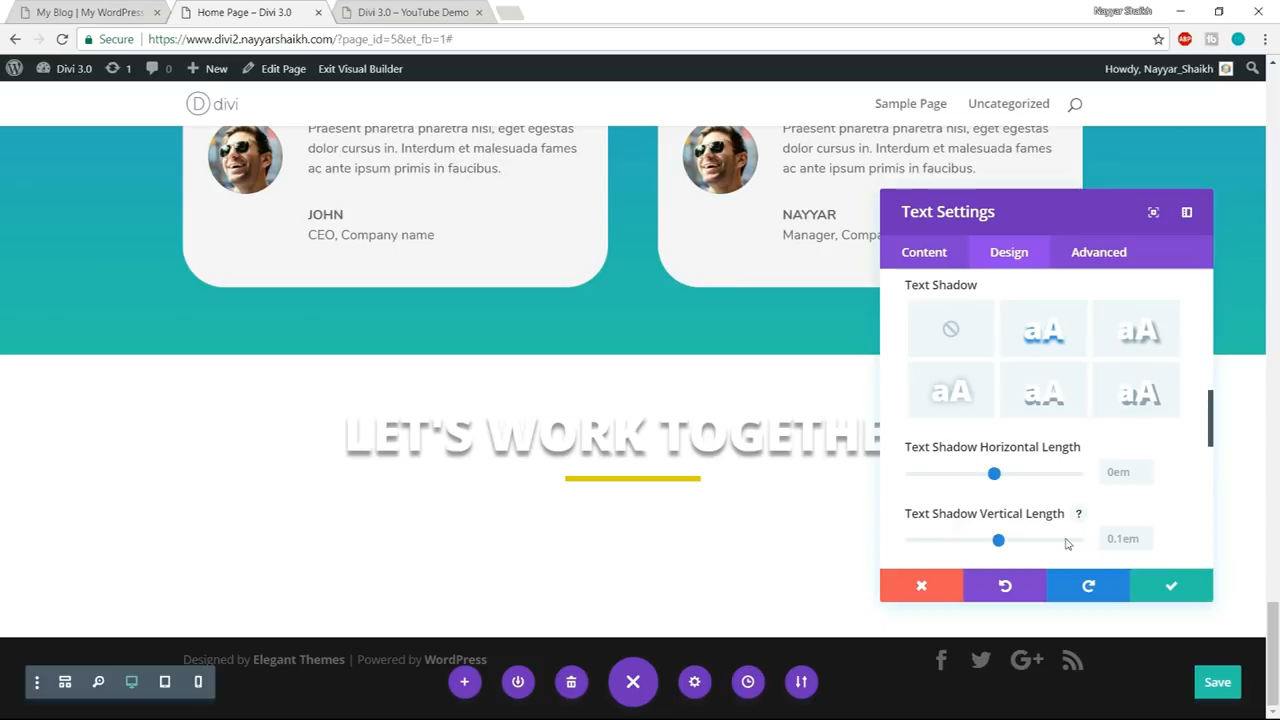 My Blog | My WordPress
Home Page – Divi 3.0
Divi 3.0 – YouTube Demo
Nayyar Shaikh
Secure
https://www.divi2.nayyarshaikh.com/?page_id=5&et_fb=1#
ABP
Divi 3.0
1
0
New
Edit Page
Exit Visual Builder
Howdy, Nayyar_Shaikh
D divi
Sample Page
Uncategorized
Praesent pharetra pharetra nisi, eget egestas
dolor cursus in. Interdum et malesuada fames
ac ante ipsum primis in faucibus.
JOHN
CEO, Company name
Praesent pharetra pharetra nisi, eget egestas
dolor cursus in. Interdum et malesuada fames
ac ante ipsum primis in faucibus.
NAYYAR
Manager, Compa
LET'S WORK TOGETHE
Text Settings
Content
Design
Advanced
Text Shadow
aA
aA
aA
aA
aA
Text Shadow Horizontal Length
0em
Text Shadow Vertical Length ?
0.1em
Designed by Elegant Themes | Powered by WordPress
Save